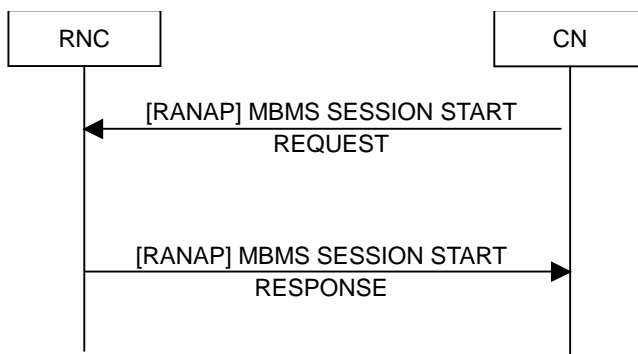 RNC
CN
[RANAP] MBMS SESSION START
REQUEST
[RANAP] MBMS SESSION START
RESPONSE